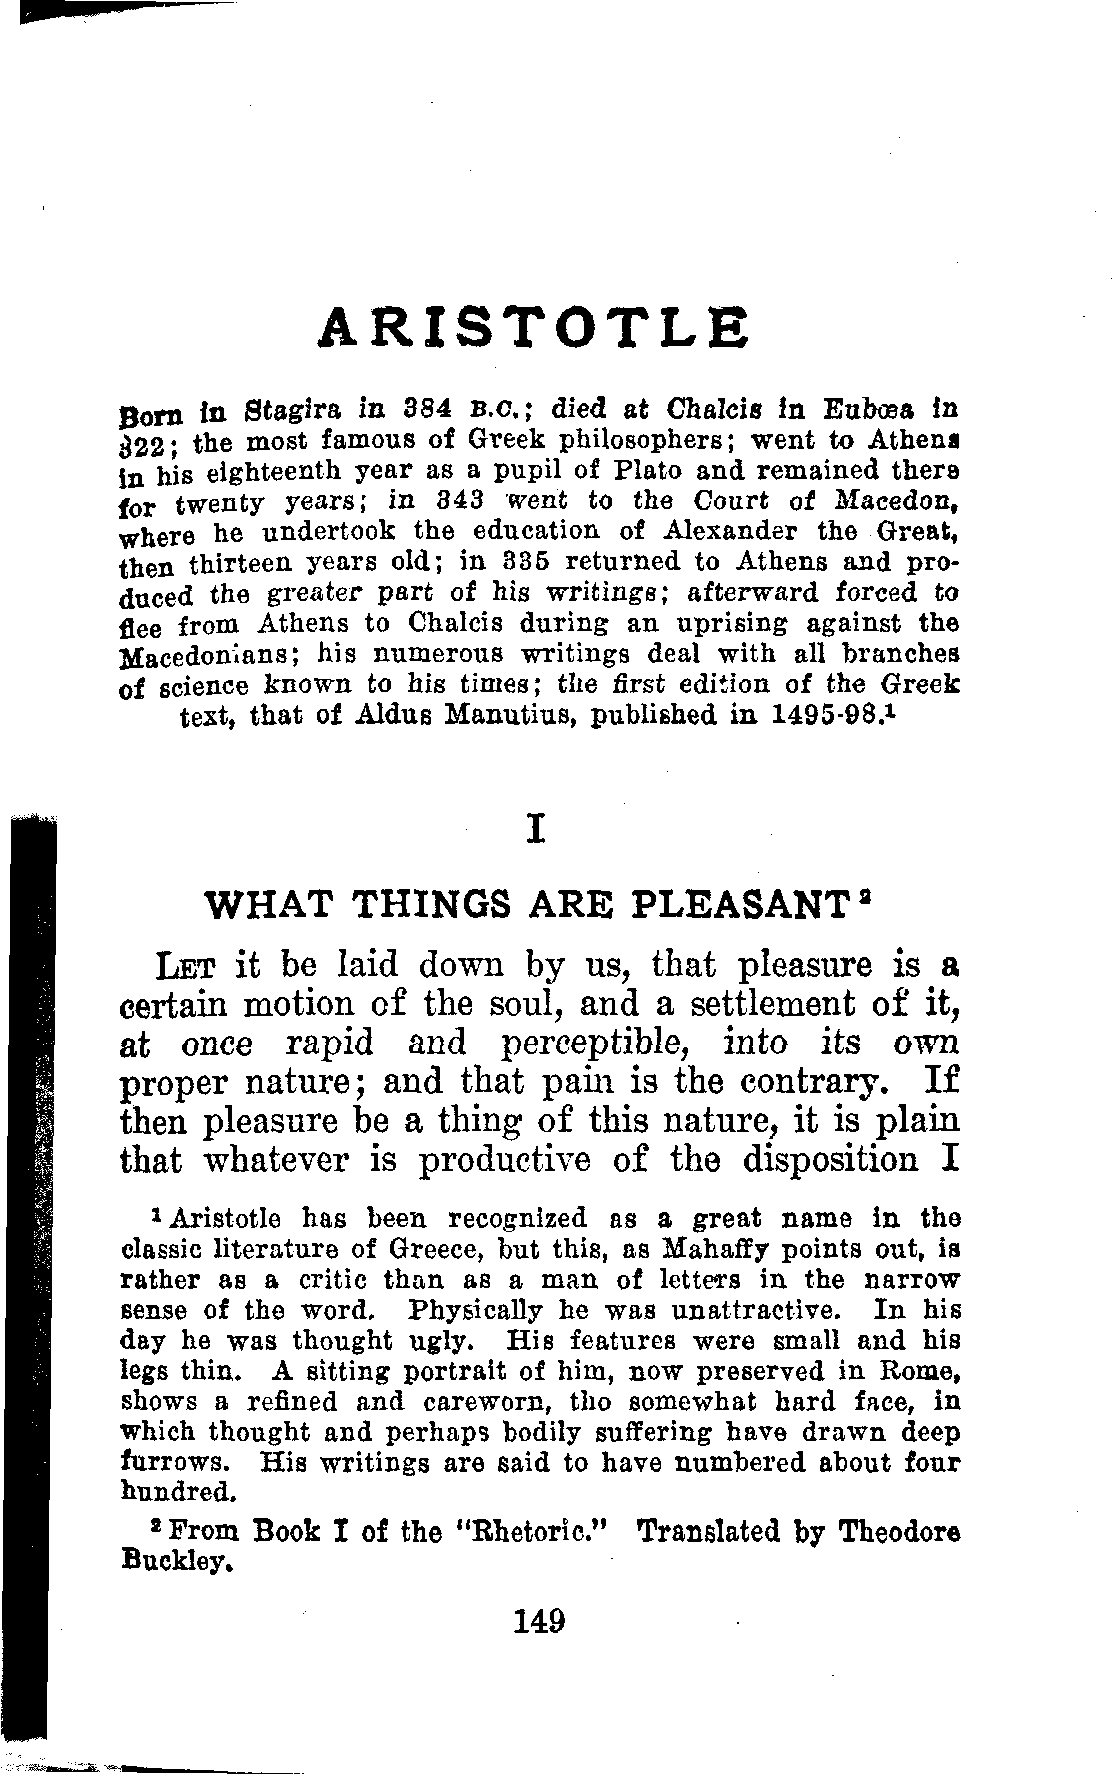 ARISTOTLE
Born in Stagira in 384 B.C.; died at Chalcis in Eubœa in
322; the most famous of Greek philosophers; went to Athens
in his eighteenth year as a pupil of Plato and remained there
for twenty years; in 343 went to the Court of Macedon,
where he undertook the education of Alexander the Great,
then thirteen years old; in 335 returned to Athens and pro-
duced the greater part of his writings; afterward forced to
flee from Athens to Chalcis during an uprising against the
Macedonians; his numerous writings deal with all branches
of science known to his times; the first edition of the Greek
text, that of Aldus Manutius, published in 1495-98.¹
I
WHAT THINGS ARE PLEASANT²
LET it be laid down by us, that pleasure is a
certain motion of the soul, and a settlement of it,
at once rapid and perceptible, into its own
proper nature; and that pain is the contrary. If
then pleasure be a thing of this nature, it is plain
that whatever is productive of the disposition I
¹ Aristotle has been recognized as a great name in the
classic literature of Greece, but this, as Mahaffy points out, is
rather as a critic than as a man of letters in the narrow
sense of the word. Physically he was unattractive. In his
day he was thought ugly. His features were small and his
legs thin. A sitting portrait of him, now preserved in Rome,
shows a refined and careworn, tho somewhat hard face, in
which thought and perhaps bodily suffering have drawn deep
furrows. His writings are said to have numbered about four
hundred.
² From Book I of the "Rhetoric." Translated by Theodore
Buckley.
149